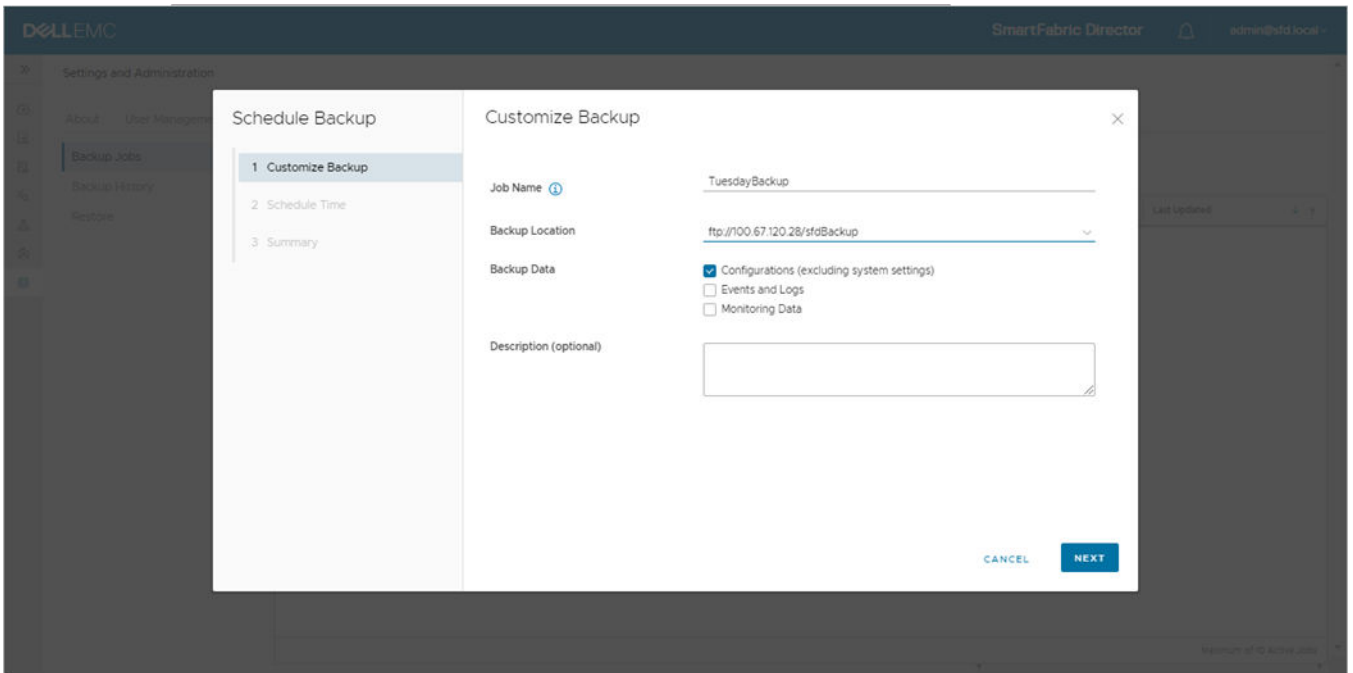 DELLEMC
SmartFabric Director
admin@sfd.local
Settings and Administration
About
User Manageme
Backup Jobs
Backup History
Restore
Schedule Backup
1 Customize Backup
2 Schedule Time
3 Summary
Customize Backup
Job Name
TuesdayBackup
Backup Location
ftp://100.67.120.28/sfdBackup
Backup Data
Configurations (excluding system settings)
Events and Logs
Monitoring Data
Description (optional)
CANCEL
NEXT
Last Updated
Maximum of 10 Active Jobs